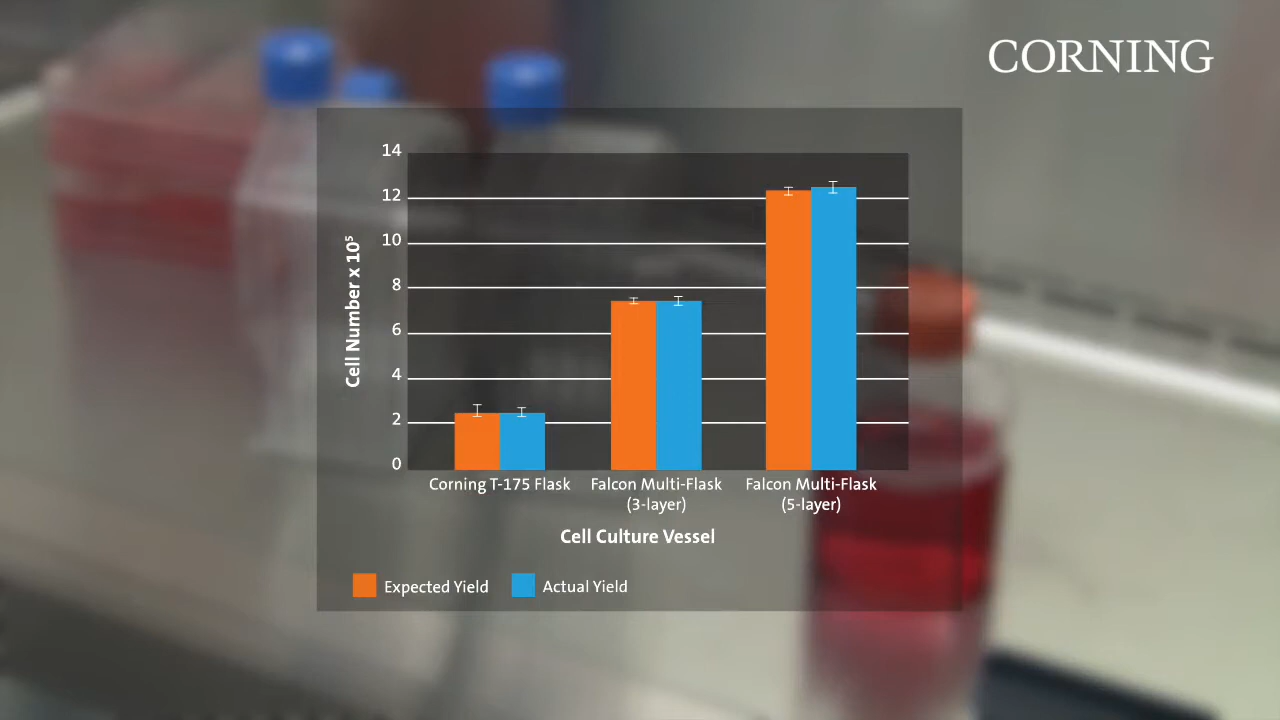 CORNING
14
12
10
8
6
4
2
0
Cell Number x 10⁵
Corning T-175 Flask
Falcon Multi-Flask
(3-layer)
Falcon Multi-Flask
(5-layer)
Cell Culture Vessel
Expected Yield
Actual Yield